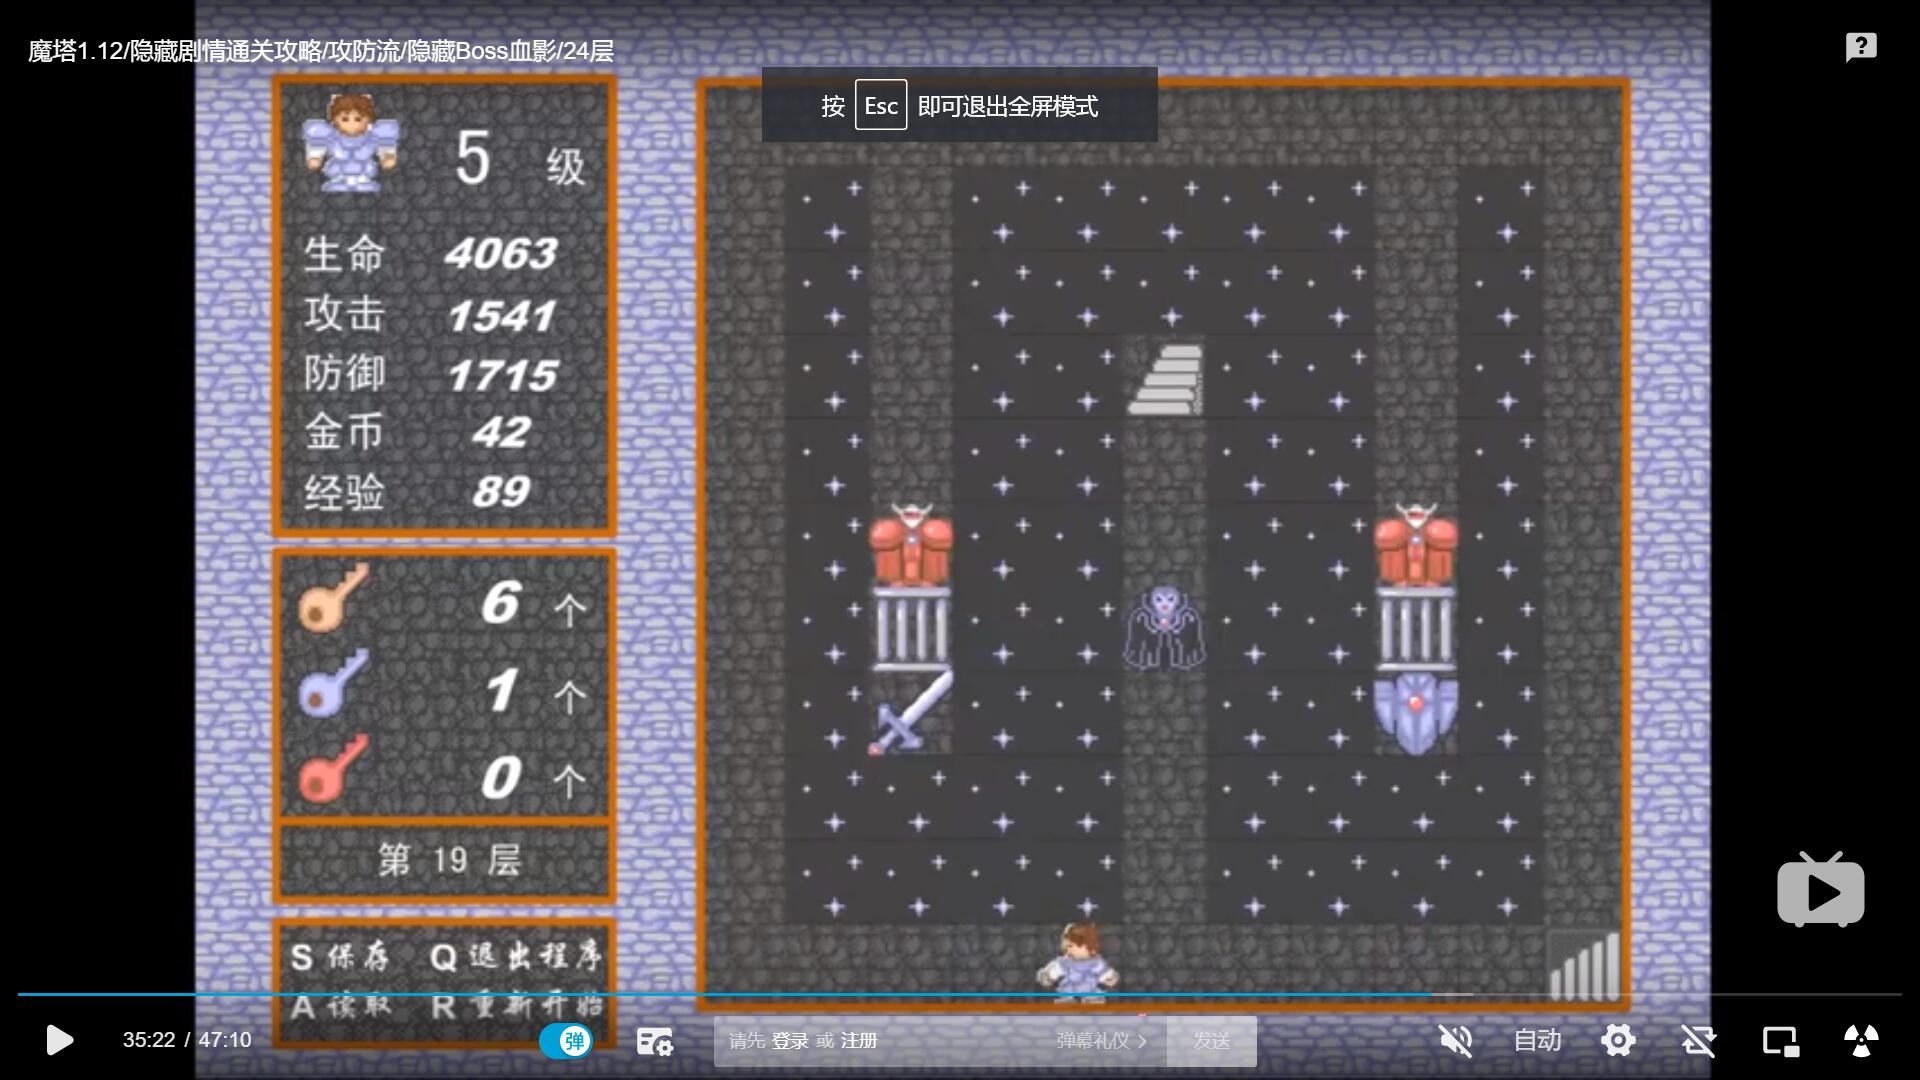 魔塔1.12/隐藏剧情通关攻略/攻防流/隐藏Boss血影/24层
按 Esc 即可退出全屏模式
5 级
生命 4063
攻击 1541
防御 1715
金币 42
经验 89
6 个
1 个
0 个
第 19 层
S 保存 Q 退出程序
A 读取 R 重新开始
35:22 / 47:10
弹
请先 登录 或 注册
弹幕礼仪
发送
自动